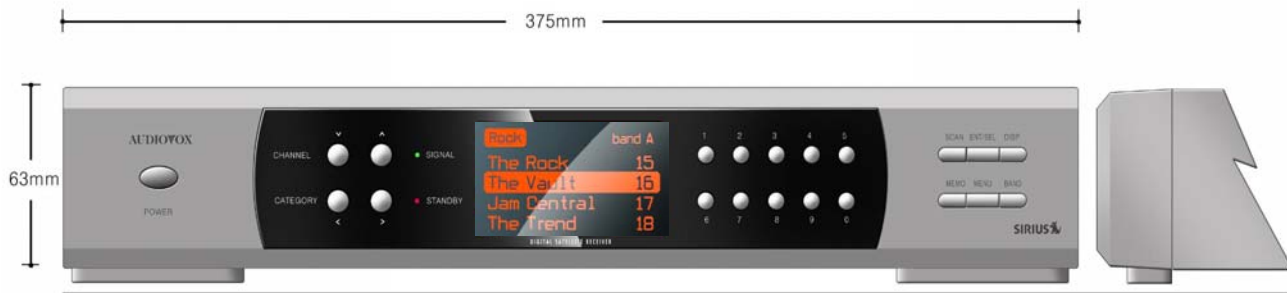 375mm
63mm
AUDIOVOX
POWER
CHANNEL
CATEGORY
SIGNAL
STANDBY
Rock band A
The Rock 15
The Vault 16
Jam Central 17
The Trend 18
DIGITAL SATELLITE RECEIVER
1 2 3 4 5
6 7 8 9 0
SCAN ENT/SEL DISP
MEMO MENU BAND
SIRIUS